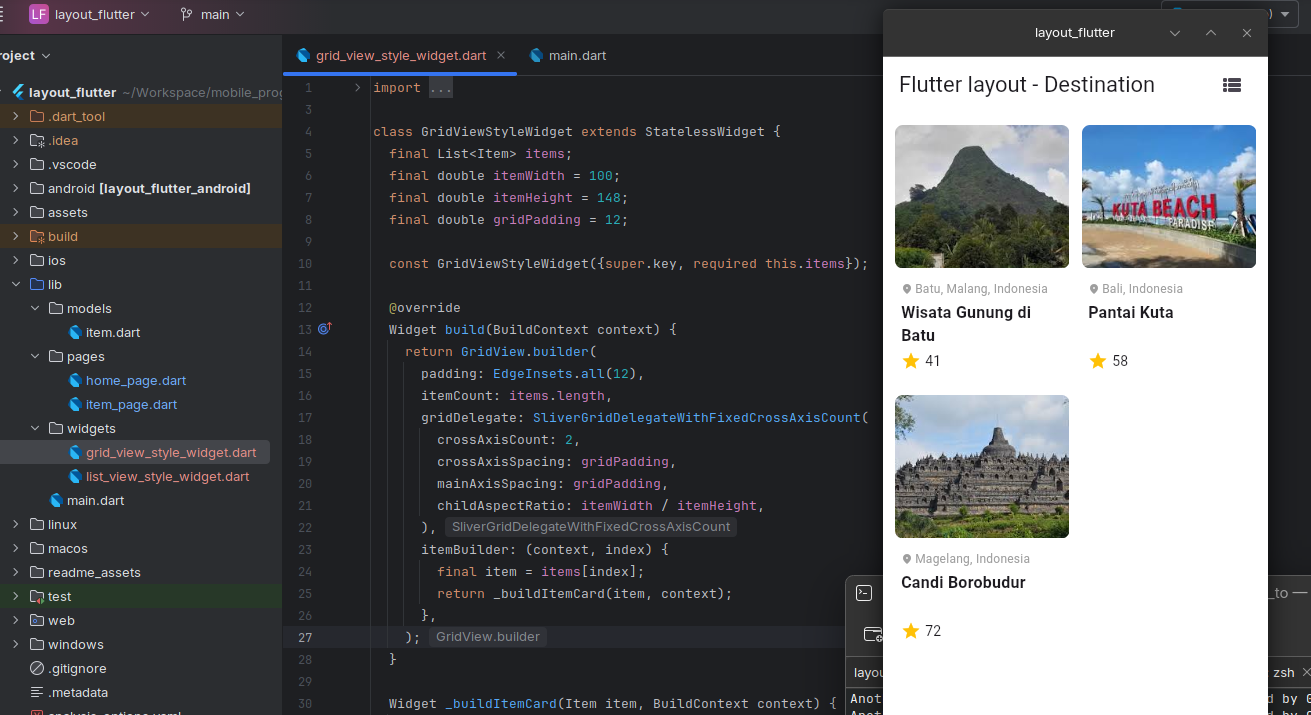 LF layout_flutter
main
roject
layout_flutter ~/Workspace/mobile_prog
.dart_tool
.idea
.vscode
android [layout_flutter_android]
assets
build
ios
lib
models
item.dart
pages
home_page.dart
item_page.dart
widgets
grid_view_style_widget.dart
list_view_style_widget.dart
main.dart
linux
macos
readme_assets
test
web
windows
.gitignore
.metadata
analysis_options.yaml
grid_view_style_widget.dart
main.dart
1 import ...
3
4 class GridViewStyleWidget extends StatelessWidget {
5 final List<Item> items;
6 final double itemWidth = 100;
7 final double itemHeight = 148;
8 final double gridPadding = 12;
9
10 const GridViewStyleWidget({super.key, required this.items});
11
12 @override
13 Widget build(BuildContext context) {
14 return GridView.builder(
15 padding: EdgeInsets.all(12),
16 itemCount: items.length,
17 gridDelegate: SliverGridDelegateWithFixedCrossAxisCount(
18 crossAxisCount: 2,
19 crossAxisSpacing: gridPadding,
20 mainAxisSpacing: gridPadding,
21 childAspectRatio: itemWidth / itemHeight,
22 ), SliverGridDelegateWithFixedCrossAxisCount
23 itemBuilder: (context, index) {
24 final item = items[index];
25 return _buildItemCard(item, context);
26 },
27 ); GridView.builder
28 }
29
30 Widget _buildItemCard(Item item, BuildContext context) {
layout_flutter
Flutter layout - Destination
Batu, Malang, Indonesia
Wisata Gunung di
Batu
41
KUTA BEACH
PARADISE
Bali, Indonesia
Pantai Kuta
58
Magelang, Indonesia
Candi Borobudur
72
)
_to
layou
zsh
Anot
d by